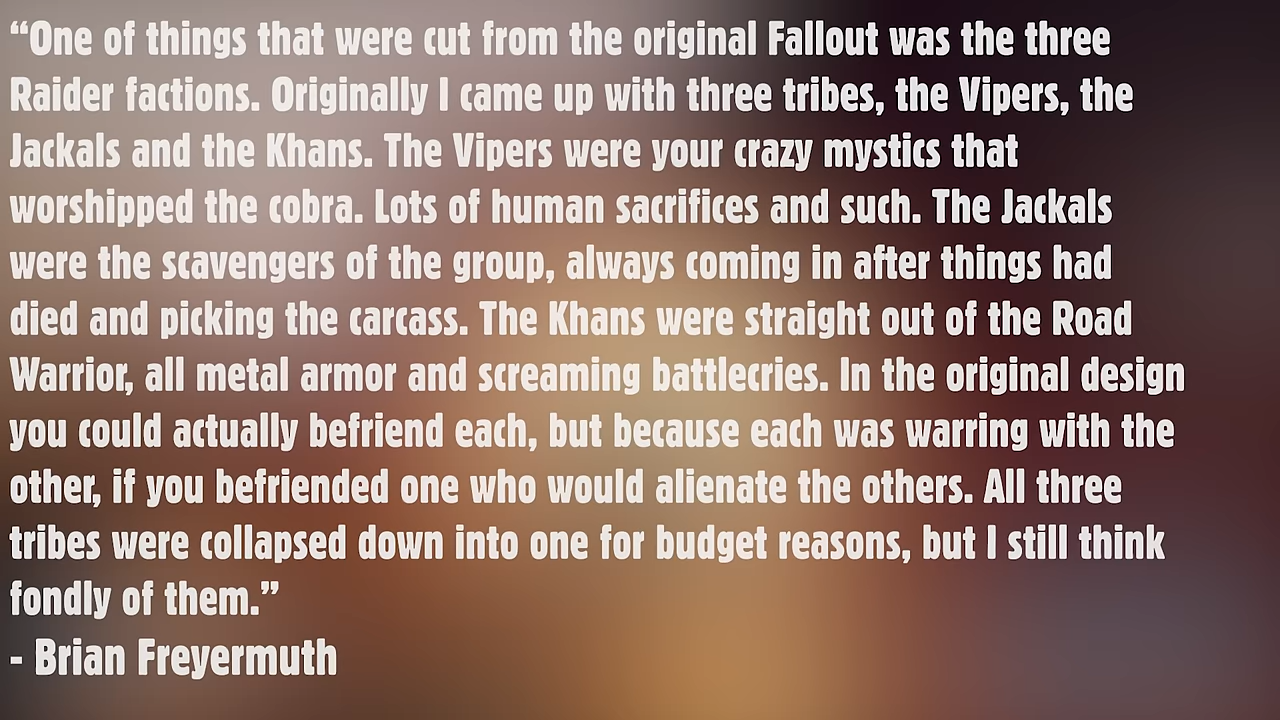 “One of things that were cut from the original Fallout was the three
Raider factions. Originally I came up with three tribes, the Vipers, the
Jackals and the Khans. The Vipers were your crazy mystics that
worshipped the cobra. Lots of human sacrifices and such. The Jackals
were the scavengers of the group, always coming in after things had
died and picking the carcass. The Khans were straight out of the Road
Warrior, all metal armor and screaming battlecries. In the original design
you could actually befriend each, but because each was warring with the
other, if you befriended one who would alienate the others. All three
tribes were collapsed down into one for budget reasons, but I still think
fondly of them.”
- Brian Freyermuth